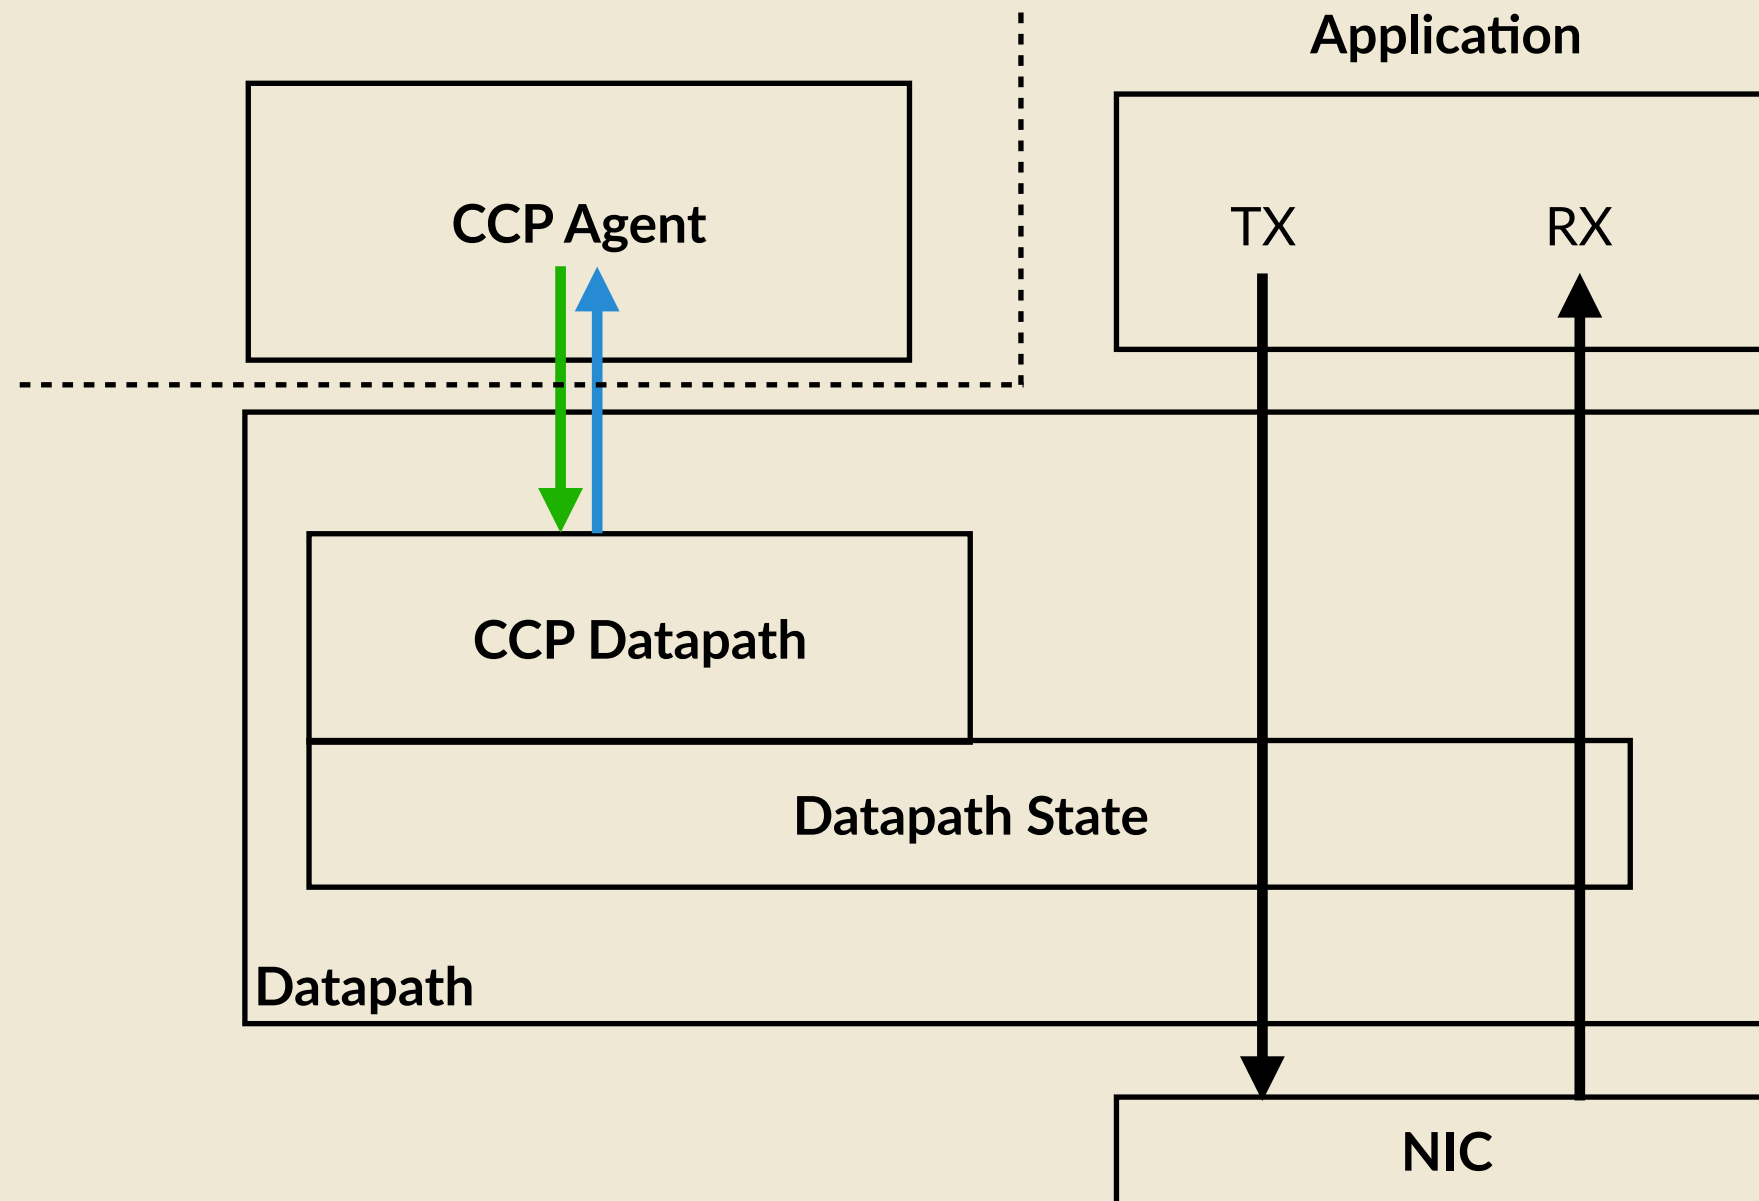 Application
CCP Agent
TX
RX
CCP Datapath
Datapath State
Datapath
NIC